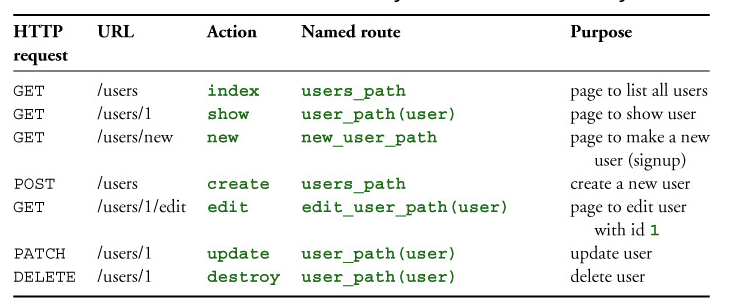 HTTP request URL Action Named route Purpose
GET /users index users_path page to list all users
GET /users/1 show user_path(user) page to show user
GET /users/new new new_user_path page to make a new
user (signup)
POST /users create users_path create a new user
GET /users/1/edit edit edit_user_path(user) page to edit user
with id 1
PATCH /users/1 update user_path(user) update user
DELETE /users/1 destroy user_path(user) delete user